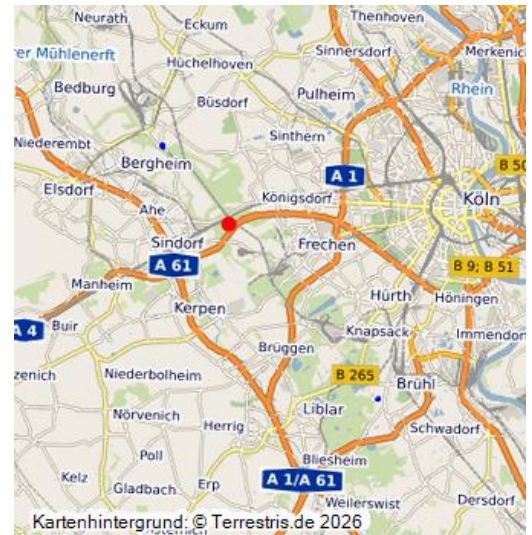 Neurath
Eckum
Thenhoven
Sinnersdorf
Merkenich
rer Mühlenerft
Hüchelhoven
Bedburg
Büsdorf
Pulheim
Rhein
Niederembt
Bergheim
Sinthern
B 50
Elsdorf
A 1
Ahe
Königsdorf
Köln
Sindorf
Frechen
A 61
B 9; B 51
Manheim
Hürth
Höningen
Kerpen
A 4
Buir
Knapsack
Immendor
Brüggen
zenich
Niederbolheim
B 265
Brühl
Nörvenich
Liblar
Herrig
Schwadorf
Poll
Bliesheim
Kelz
Erp
A 1/A 61
Gladbach
Weilerswist
Dersdorf
Kartenhintergrund: © Terrestris.de 2026